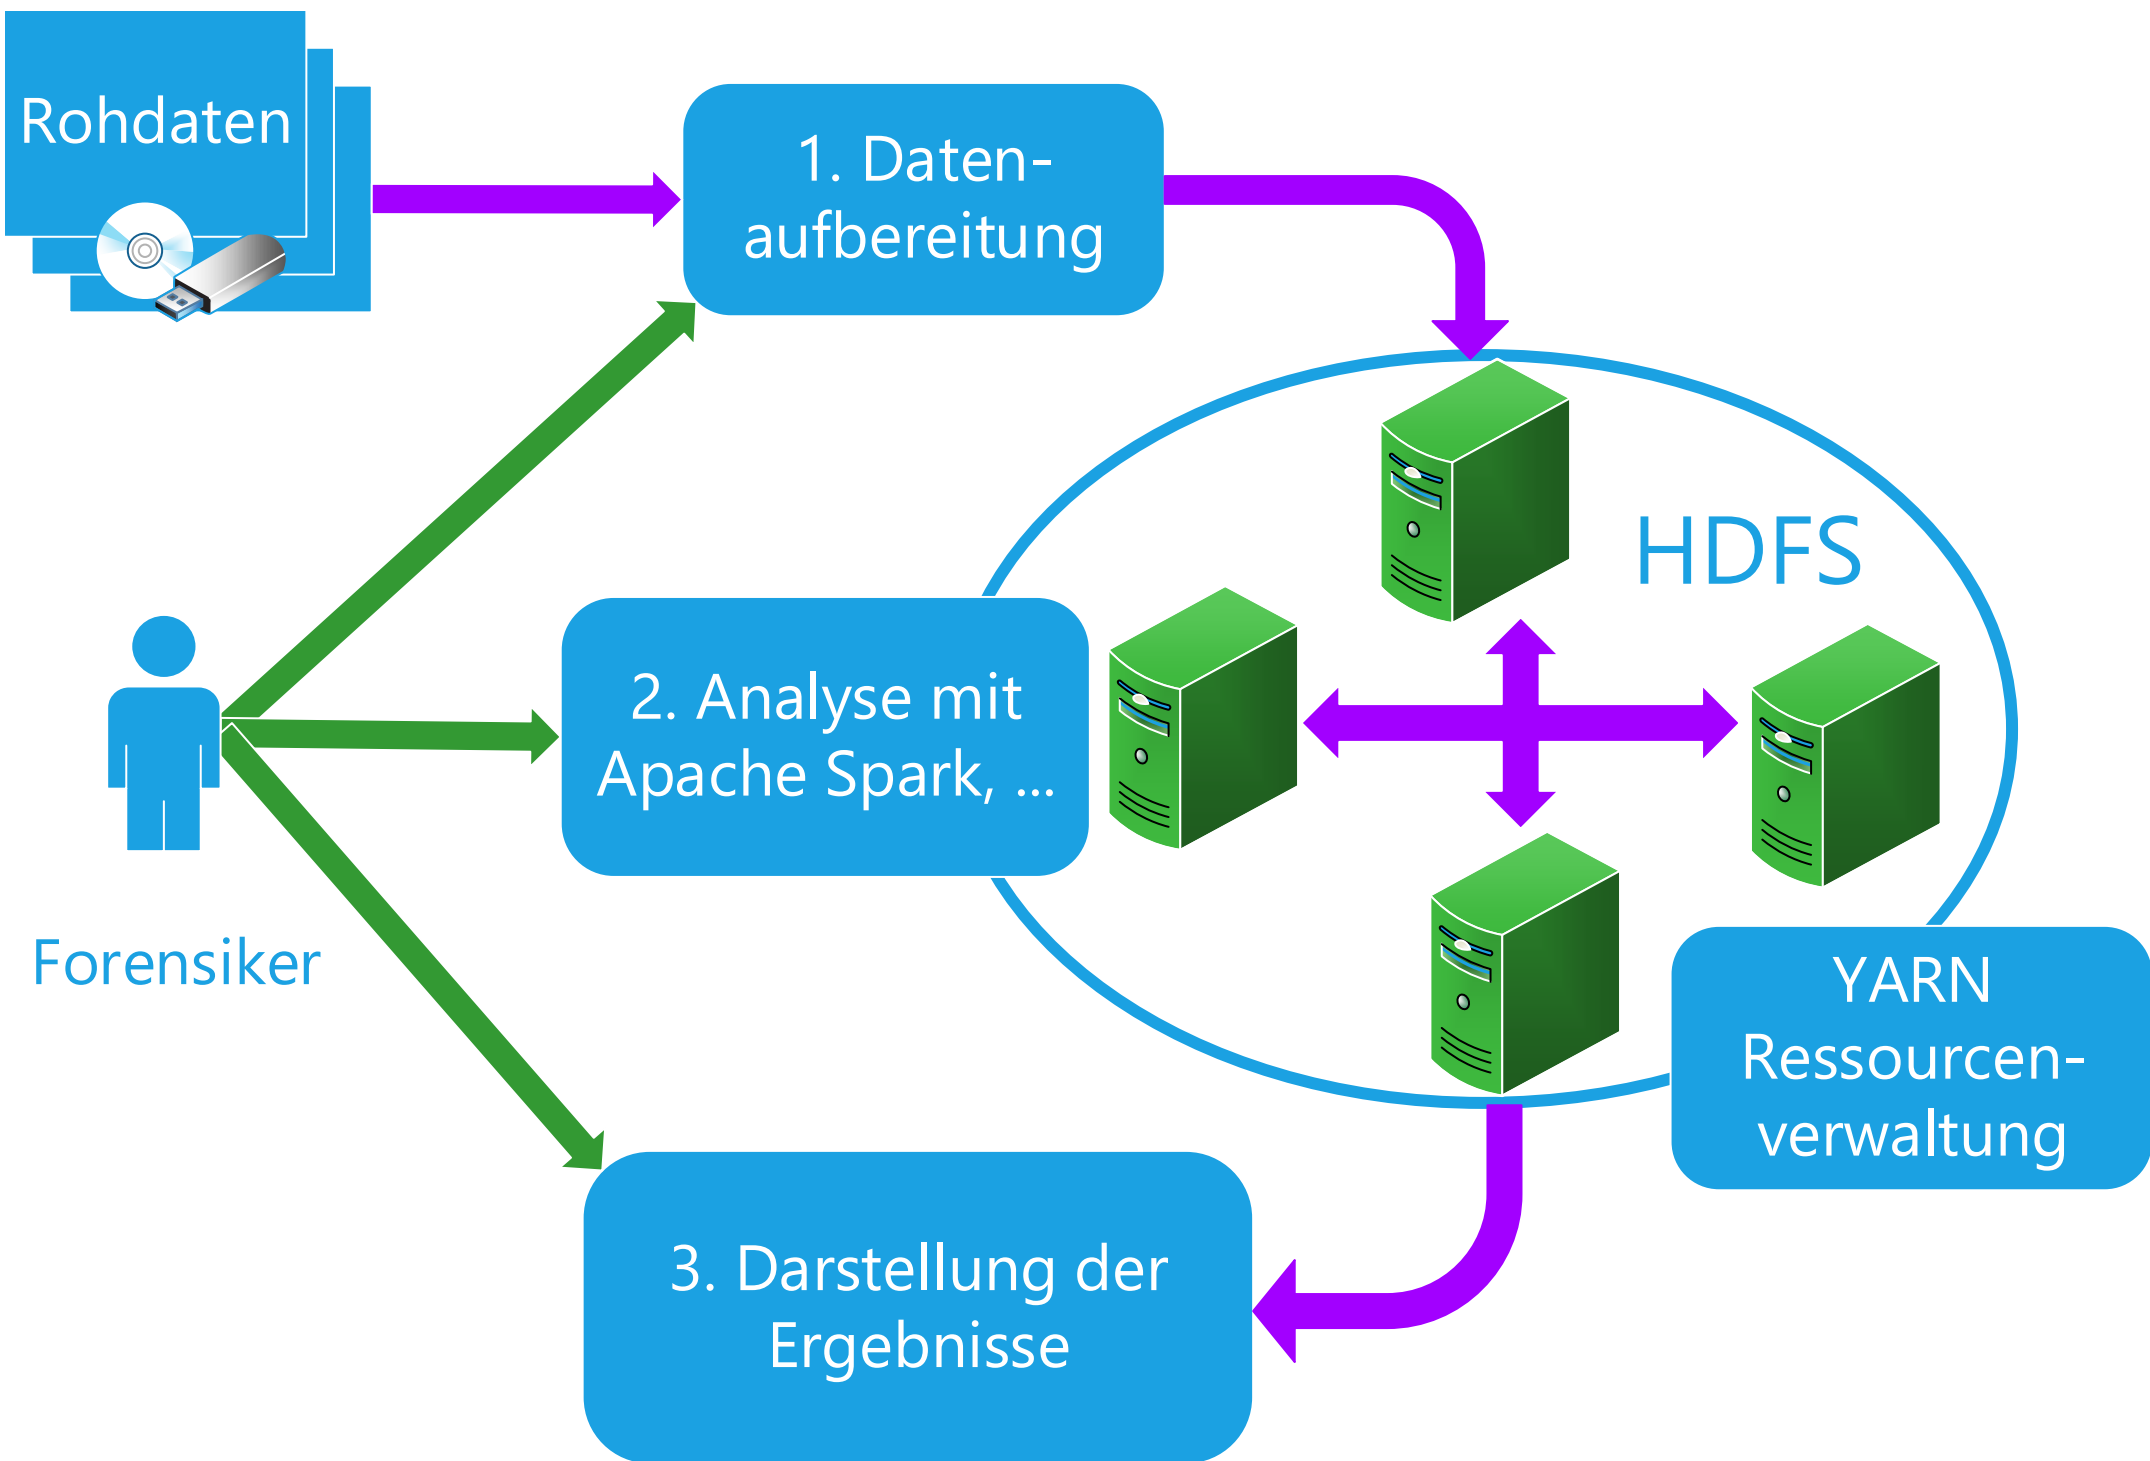 Rohdaten
1. Daten-
aufbereitung
HDFS
2. Analyse mit
Apache Spark, ...
Forensiker
YARN
Ressourcen-
verwaltung
3. Darstellung der
Ergebnisse